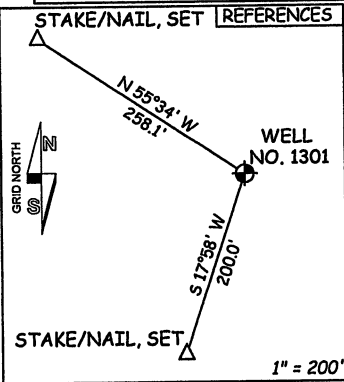 STAKE/NAIL, SET
REFERENCES
N 55°34' W
258.1'
WELL
NO. 1301
GRID NORTH
N
S
S 17°58' W
200.0'
STAKE/NAIL, SET
1" = 200'